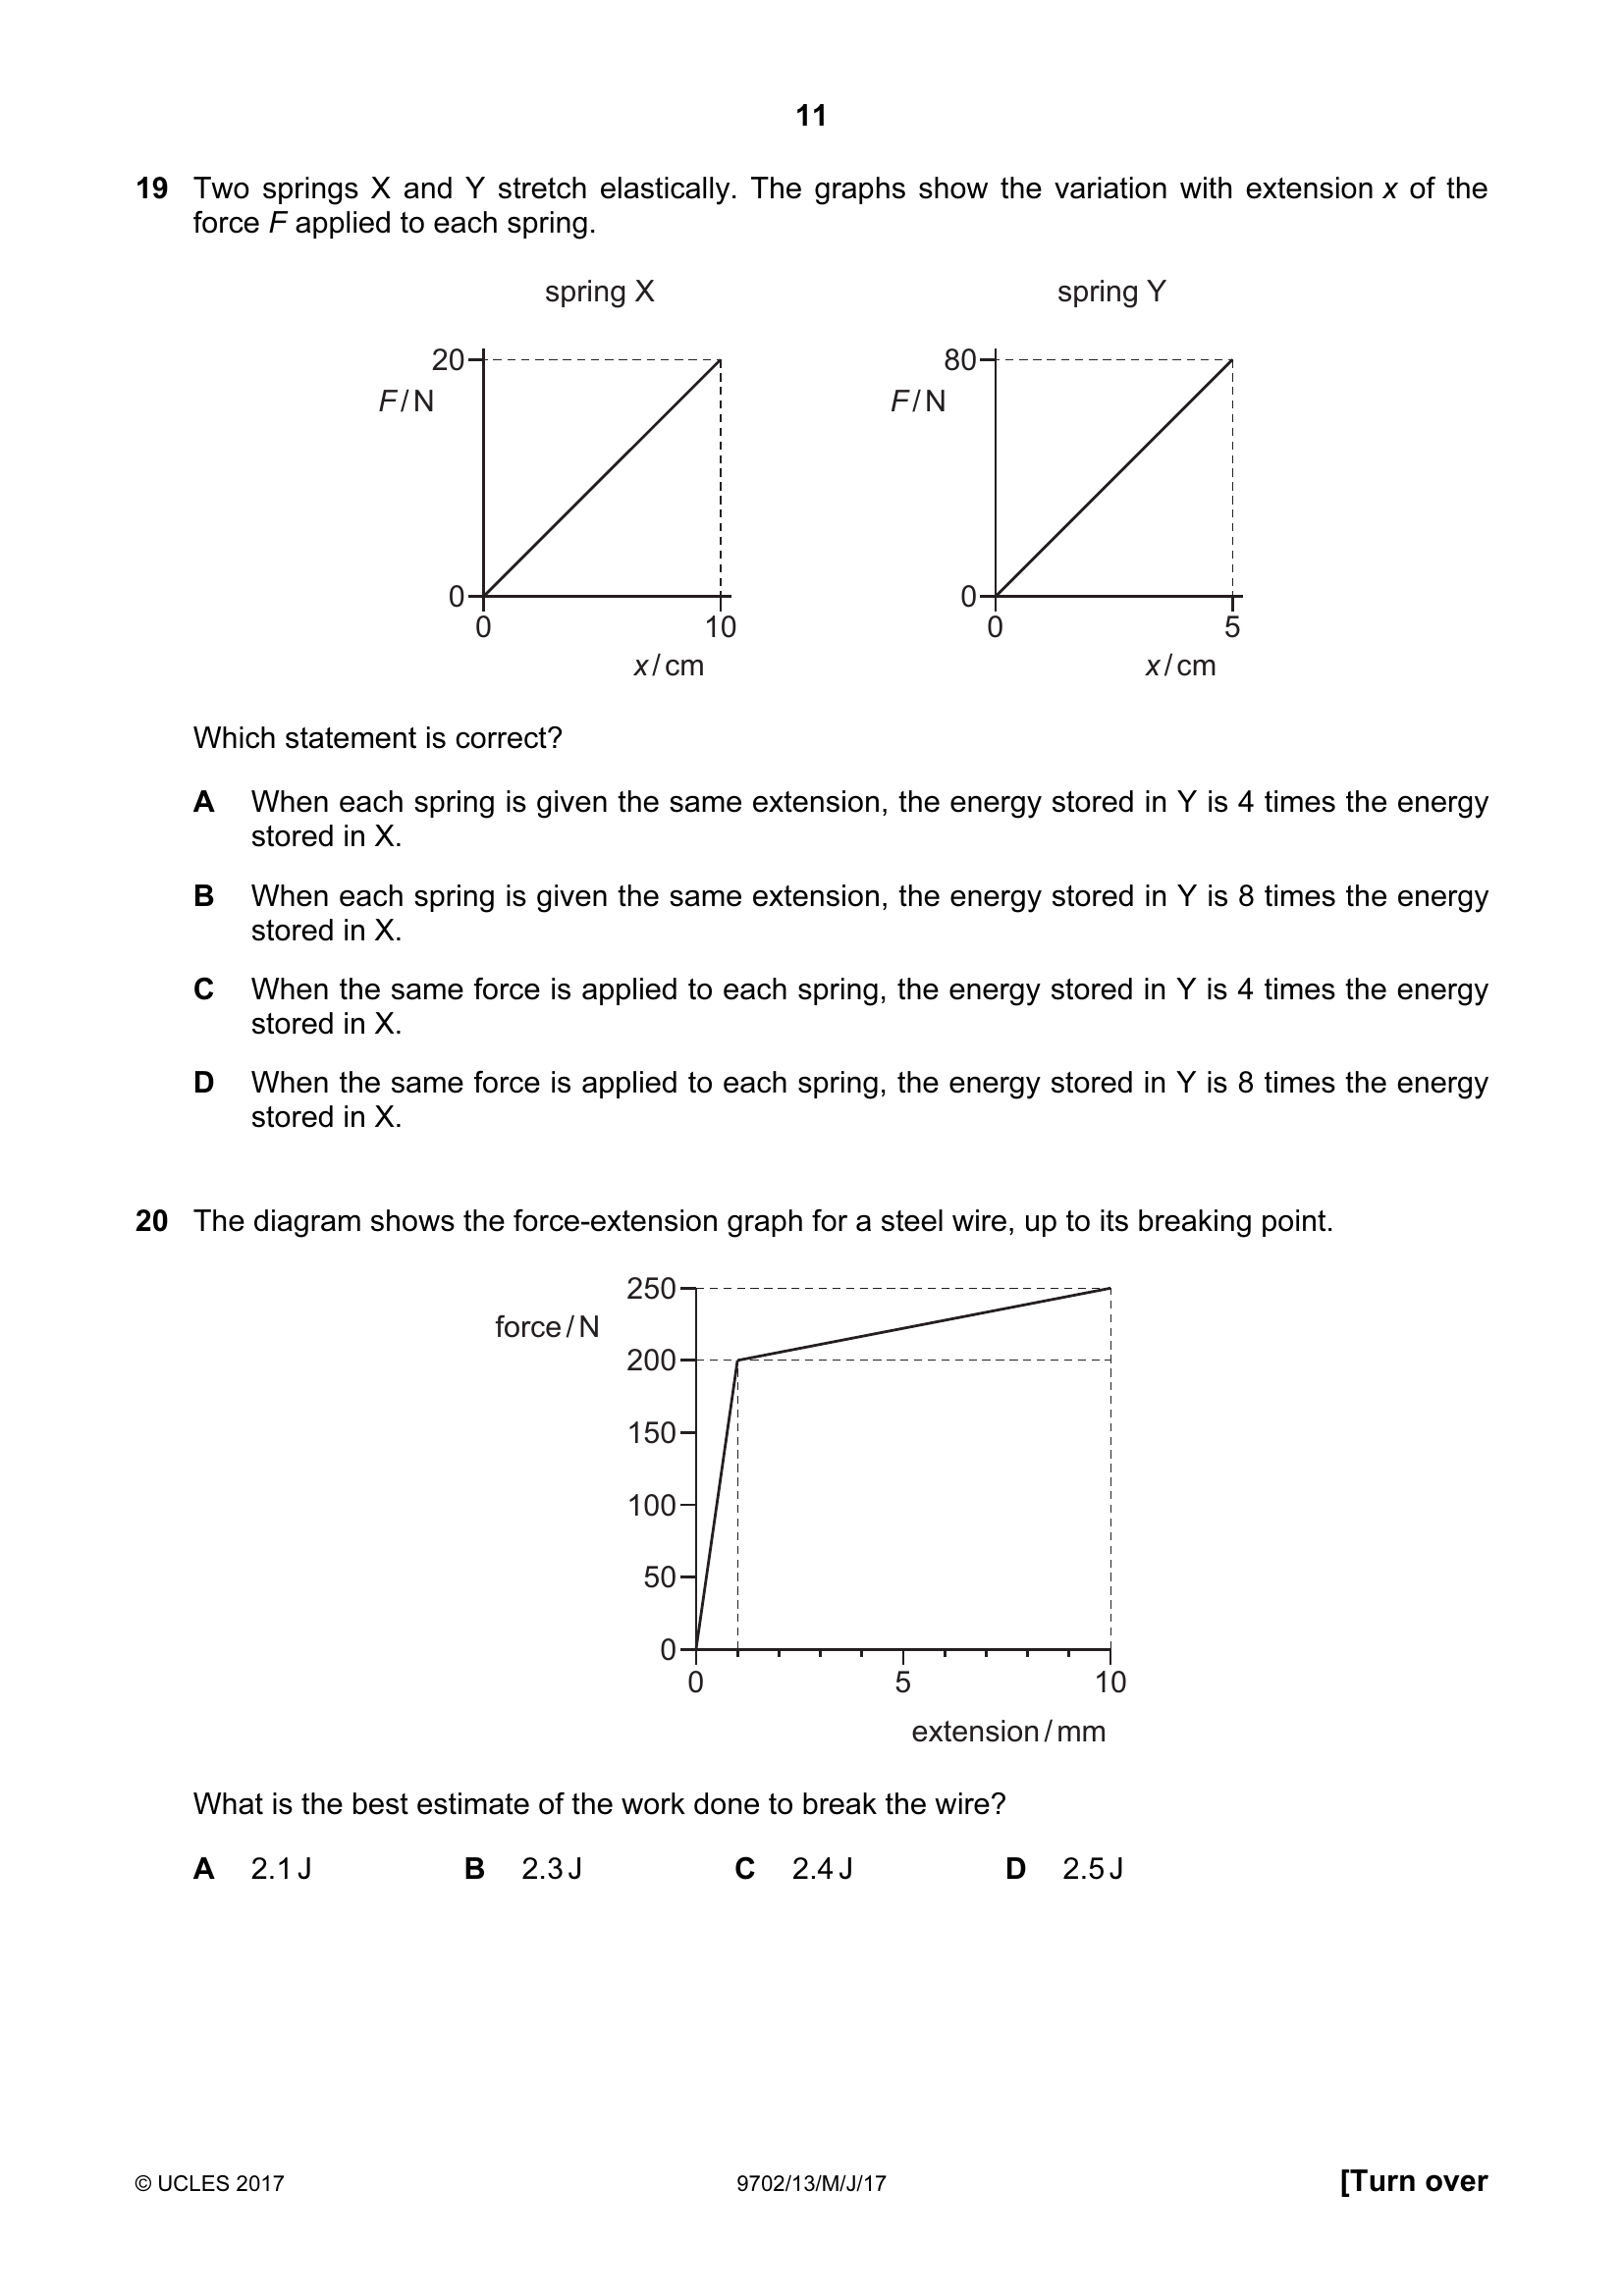 11
19 Two springs X and Y stretch elastically. The graphs show the variation with extension x of the
force F applied to each spring.
spring X
spring Y
20
F / N
0
0
10
x / cm
80
F / N
0
0
5
x / cm
Which statement is correct?
A When each spring is given the same extension, the energy stored in Y is 4 times the energy
stored in X.
B When each spring is given the same extension, the energy stored in Y is 8 times the energy
stored in X.
C When the same force is applied to each spring, the energy stored in Y is 4 times the energy
stored in X.
D When the same force is applied to each spring, the energy stored in Y is 8 times the energy
stored in X.
20 The diagram shows the force-extension graph for a steel wire, up to its breaking point.
250
force / N
200
150
100
50
0
0
5
10
extension / mm
What is the best estimate of the work done to break the wire?
A 2.1 J B 2.3 J C 2.4 J D 2.5 J
© UCLES 2017 9702/13/M/J/17 [Turn over